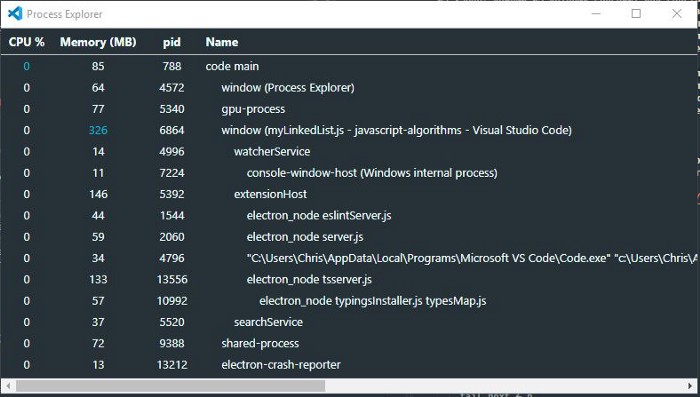 Process Explorer
CPU % Memory (MB) pid Name
0 85 788 code main
0 64 4572 window (Process Explorer)
0 77 5340 gpu-process
0 326 6864 window (myLinkedList.js - javascript-algorithms - Visual Studio Code)
0 14 4996 watcherService
0 11 7224 console-window-host (Windows internal process)
0 146 5392 extensionHost
0 44 1544 electron_node eslintServer.js
0 59 2060 electron_node server.js
0 34 4796 "C:\Users\Chris\AppData\Local\Programs\Microsoft VS Code\Code.exe" "c:\Users\Chris\A
0 133 13556 electron_node tsserver.js
0 57 10992 electron_node typingsInstaller.js typesMap.js
0 37 5520 searchService
0 72 9388 shared-process
0 13 13212 electron-crash-reporter